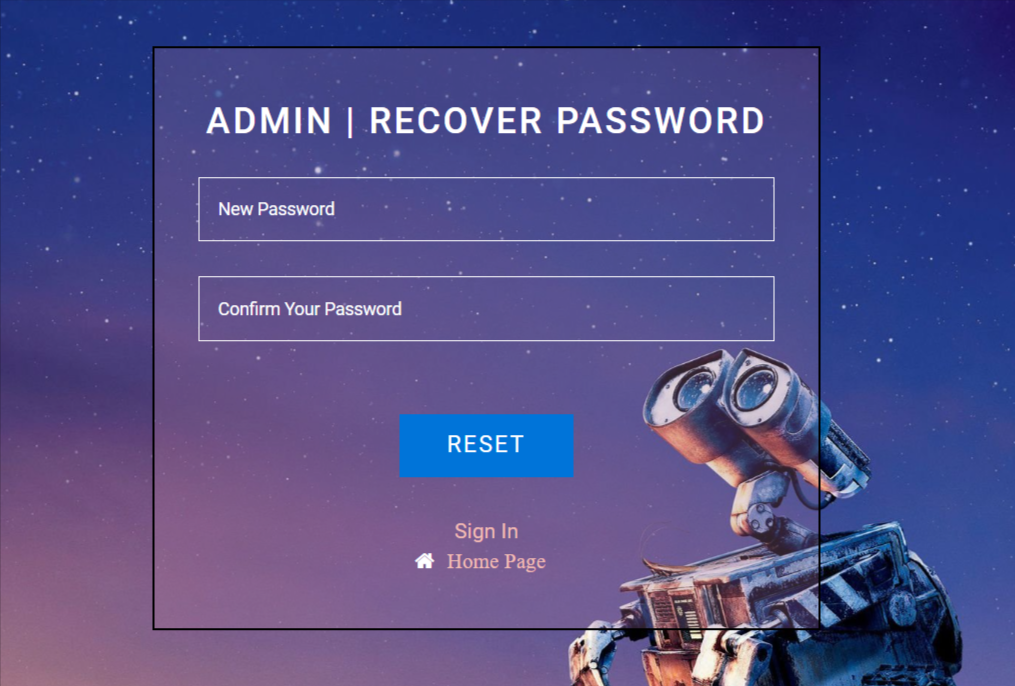 ADMIN | RECOVER PASSWORD
New Password
Confirm Your Password
RESET
Sign In
Home Page